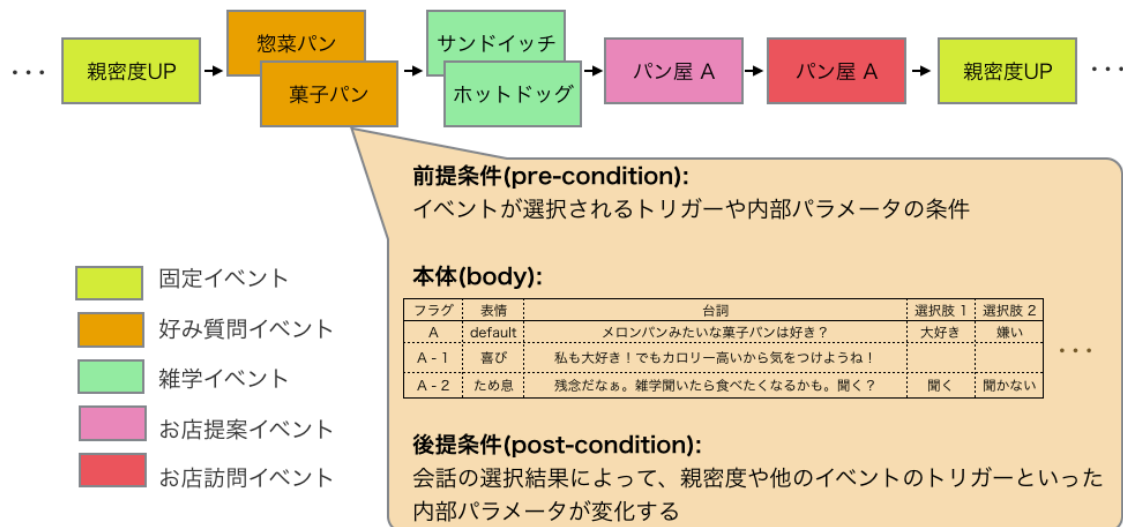 ・・・ 親密度UP 惣菜パン 菓子パン サンドイッチ ホットドッグ パン屋 A パン屋 A 親密度UP ・・・
前提条件(pre-condition):
イベントが選択されるトリガーや内部パラメータの条件
本体(body):
フラグ 表情 台詞 選択肢 1 選択肢 2
A default メロンパンみたいな菓子パンは好き？ 大好き 嫌い
A - 1 喜び 私も大好き！でもカロリー高いから気をつけようね！
A - 2 ため息 残念だなぁ。雑学聞いたら食べたくなるかも。聞く？ 聞く 聞かない
・・・
後提条件(post-condition):
会話の選択結果によって、親密度や他のイベントのトリガーといった
内部パラメータが変化する
固定イベント
好み質問イベント
雑学イベント
お店提案イベント
お店訪問イベント